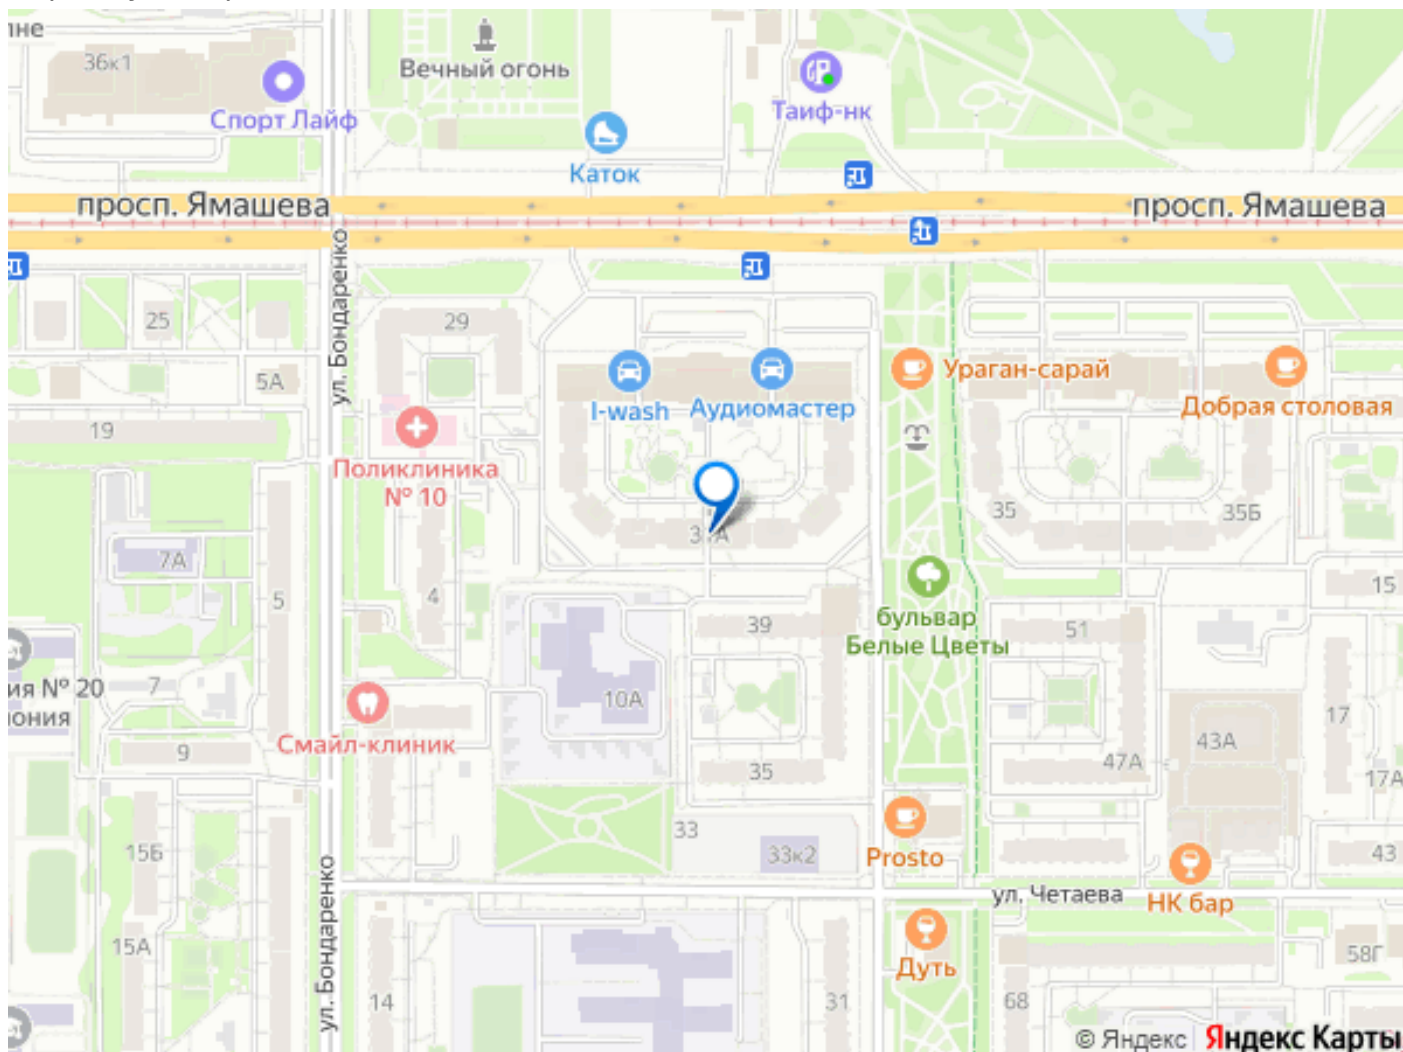 36к1
Вечный огонь
Спорт Лайф
Таиф-нк
Каток
просп. Ямашева
просп. Ямашева
ул. Бондаренко
25
29
5А
I-wash
Аудиомастер
Ураган-сарай
Добрая столовая
19
Поликлиника
№ 10
35
35Б
7А
5
4
39
бульвар
Белые Цветы
51
15
ия № 20
7
10А
17
Смайл-клиник
9
35
47А
43А
17А
15Б
33
33к2
Prosto
43
ул. Бондаренко
ул. Четаева
НК бар
15А
Дуть
58Г
14
31
68
© Яндекс
Яндекс Карты